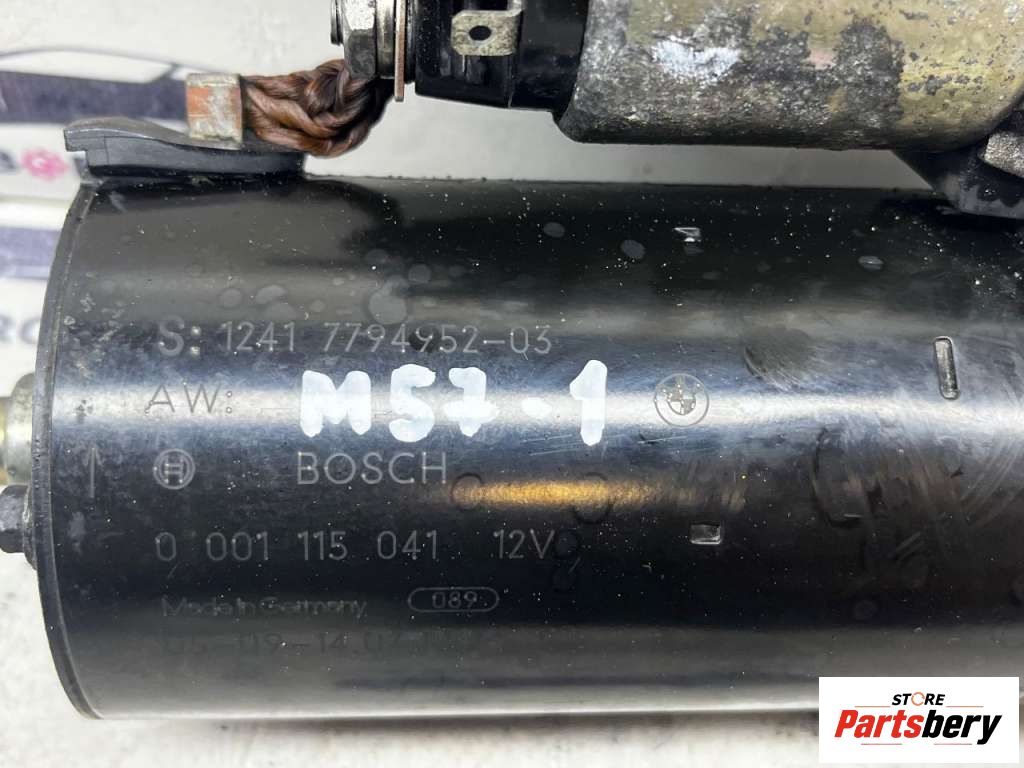 S: 1241 7794952-03
AW:
M57-1
BOSCH
0 001 115 041 12V
Made in Germany 089
STORE
Partsbery